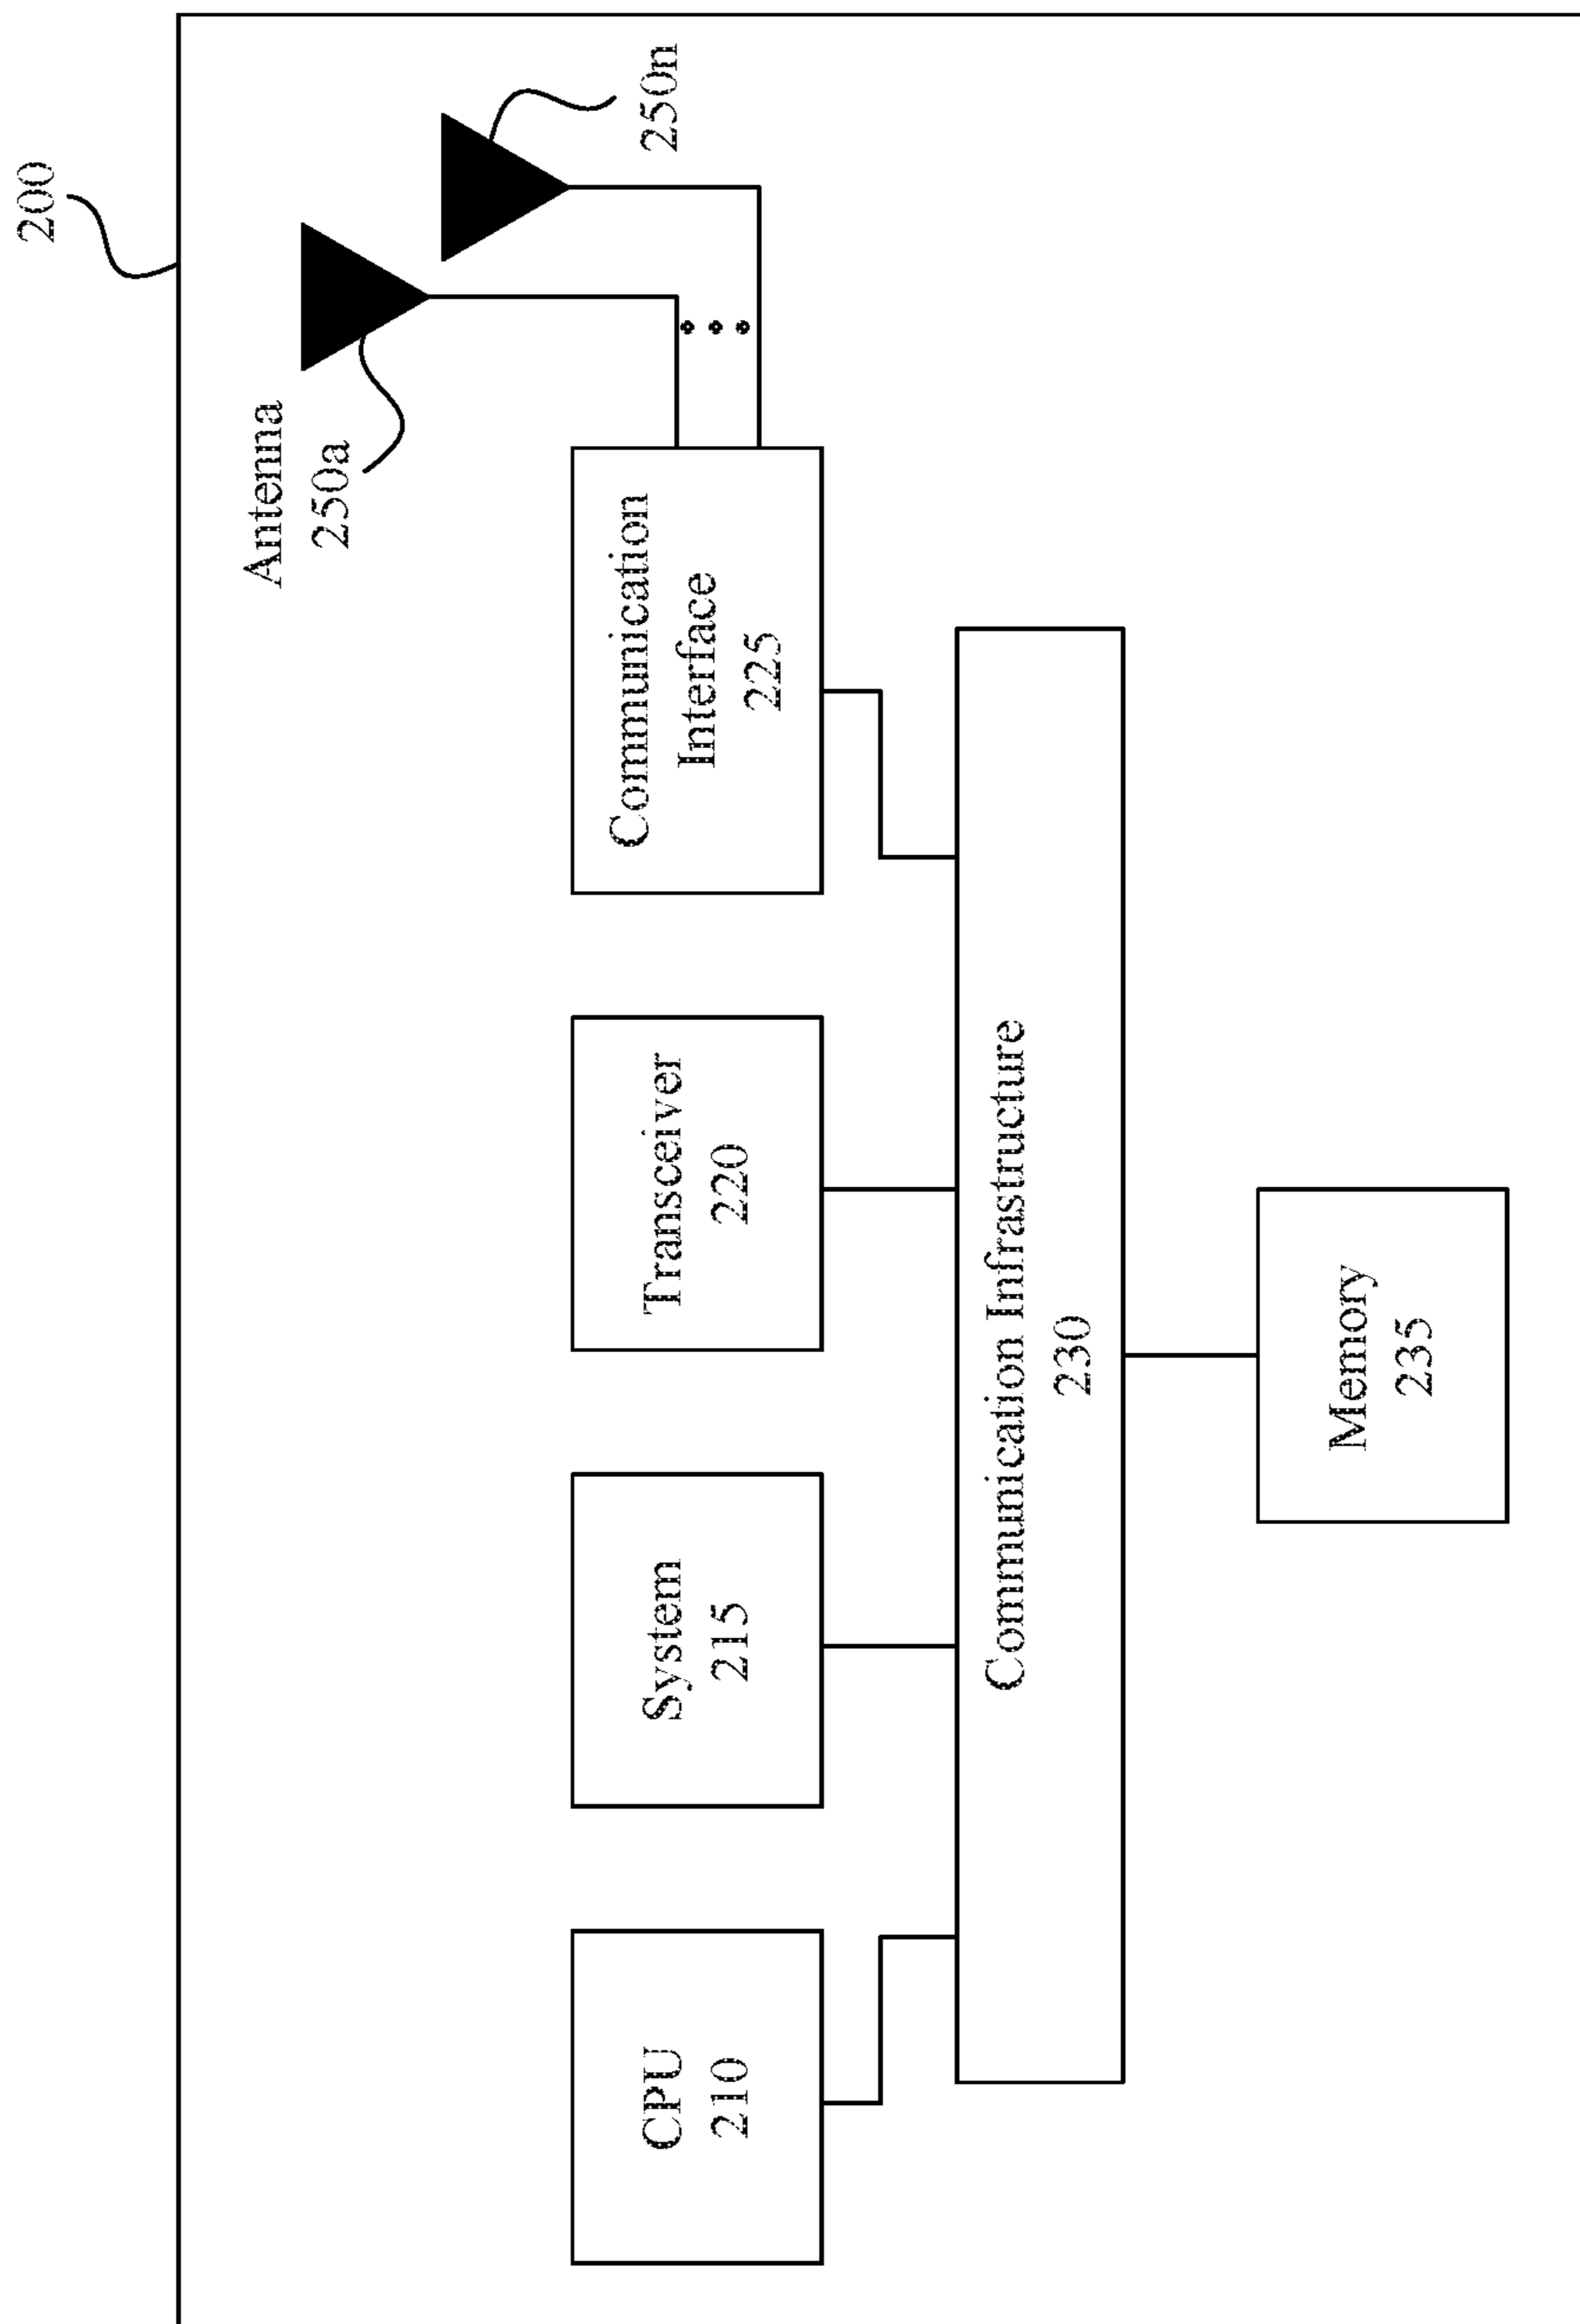 200
Antenna
250a
250n
CPU
210
System
215
Transceiver
220
Communication
Interface
225
Communication Infrastructure
230
Memory
235